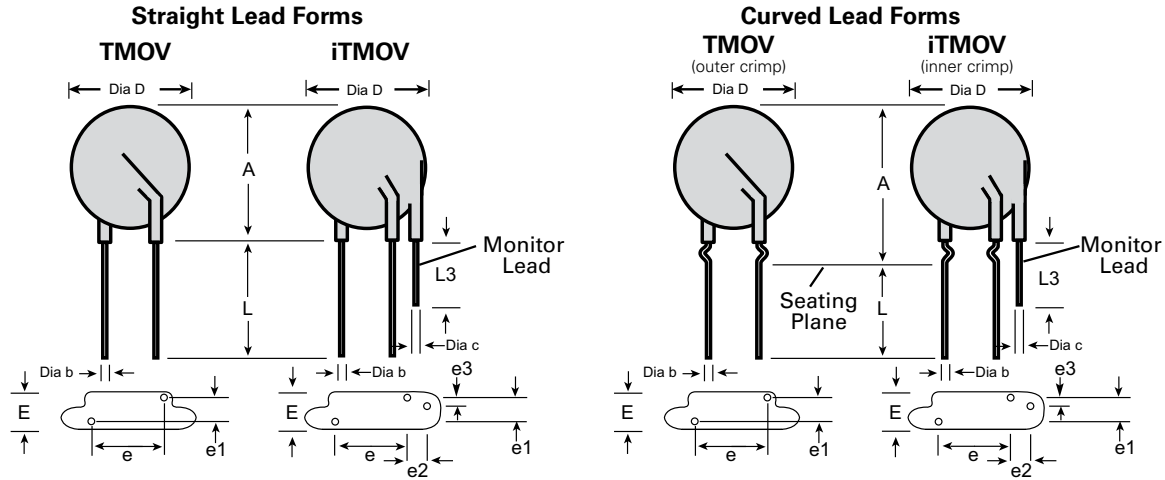 Straight Lead Forms
Curved Lead Forms
TMOV
iTMOV
TMOV
(outer crimp)
iTMOV
(inner crimp)
Dia D
Dia D
Dia D
Dia D
A
A
Monitor
Lead
Monitor
Lead
L3
L3
L
Seating
Plane
L
Dia c
Dia c
Dia b
Dia b
e3
Dia b
Dia b
e3
E
E
E
E
e
e1
e
e1
e
e1
e
e1
e2
e2